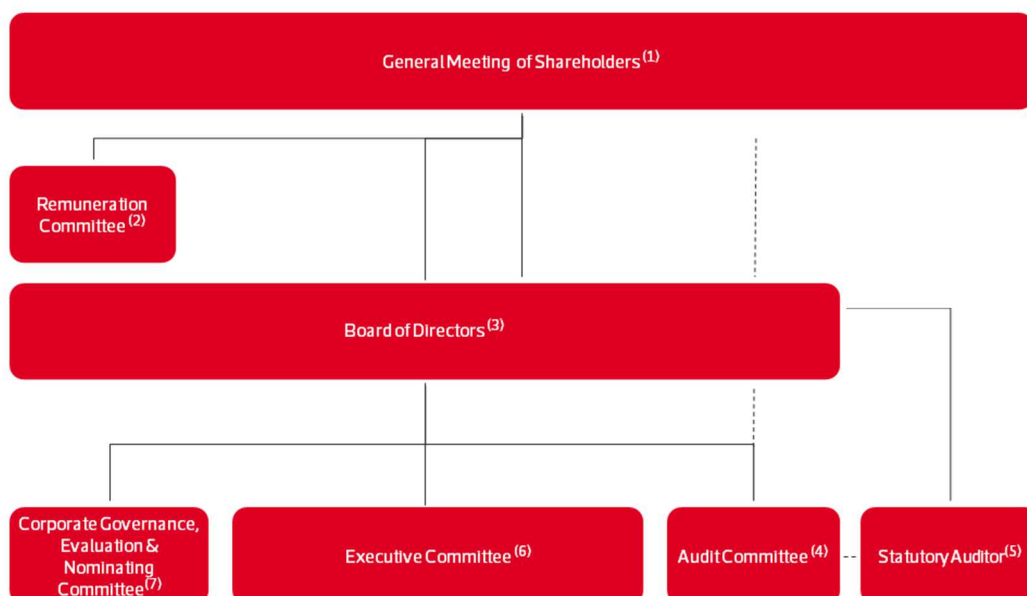 General Meeting of Shareholders (1)
Remuneration
Committee (2)
Board of Directors (3)
Corporate Governance,
Evaluation &
Nominating
Committee (7)
Executive Committee (6)
Audit Committee (4)
Statutory Auditor (5)